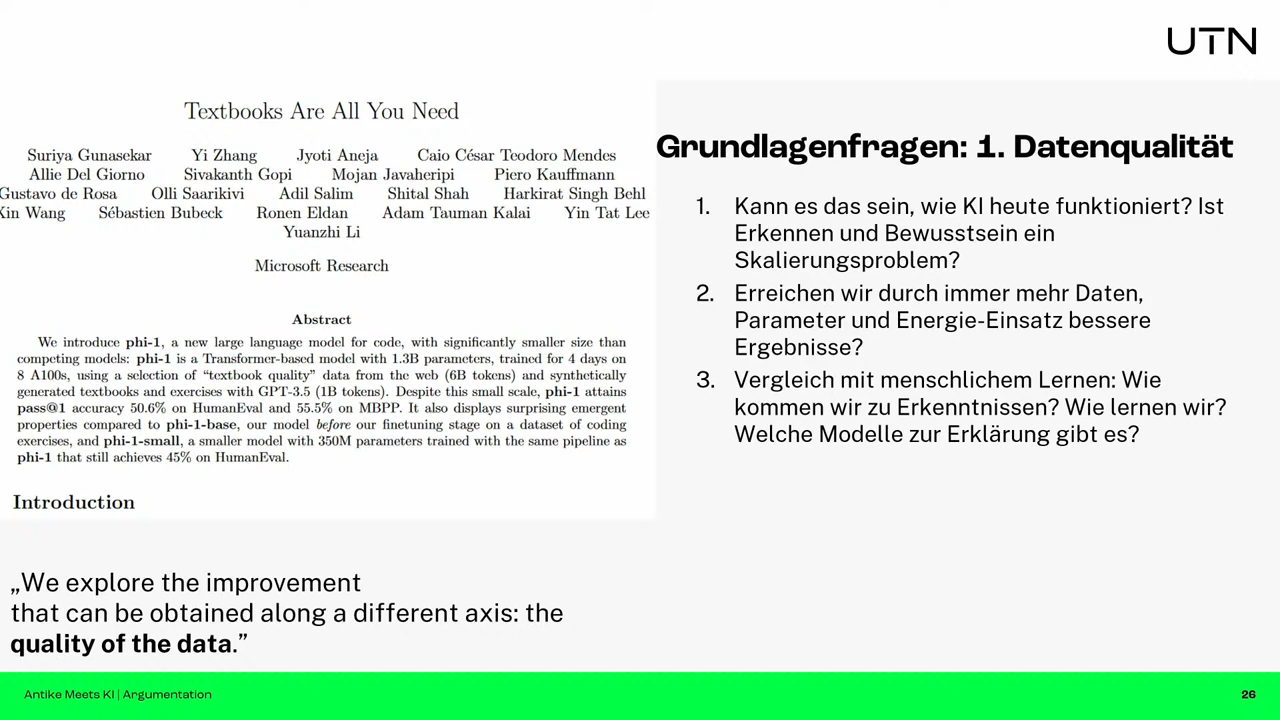 UTN
Textbooks Are All You Need
Suriya Gunasekar Yi Zhang Jyoti Aneja Caio César Teodoro Mendes
Allie Del Giorno Sivakanth Gopi Mojan Javaheripi Piero Kauffmann
Gustavo de Rosa Olli Saarikivi Adil Salim Shital Shah Harkirat Singh Behl
Xin Wang Sébastien Bubeck Ronen Eldan Adam Tauman Kalai Yin Tat Lee
Yuanzhi Li
Microsoft Research
Abstract
We introduce phi-1, a new large language model for code, with significantly smaller size than
competing models: phi-1 is a Transformer-based model with 1.3B parameters, trained for 4 days on
8 A100s, using a selection of “textbook quality” data from the web (6B tokens) and synthetically
generated textbooks and exercises with GPT-3.5 (1B tokens). Despite this small scale, phi-1 attains
pass@1 accuracy 50.6% on HumanEval and 55.5% on MBPP. It also displays surprising emergent
properties compared to phi-1-base, our model before our finetuning stage on a dataset of coding
exercises, and phi-1-small, a smaller model with 350M parameters trained with the same pipeline as
phi-1 that still achieves 45% on HumanEval.
Introduction
„We explore the improvement
that can be obtained along a different axis: the
quality of the data.”
Grundlagenfragen: 1. Datenqualität
1. Kann es das sein, wie KI heute funktioniert? Ist
Erkennen und Bewusstsein ein
Skalierungsproblem?
2. Erreichen wir durch immer mehr Daten,
Parameter und Energie-Einsatz bessere
Ergebnisse?
3. Vergleich mit menschlichem Lernen: Wie
kommen wir zu Erkenntnissen? Wie lernen wir?
Welche Modelle zur Erklärung gibt es?
Antike Meets KI | Argumentation
26